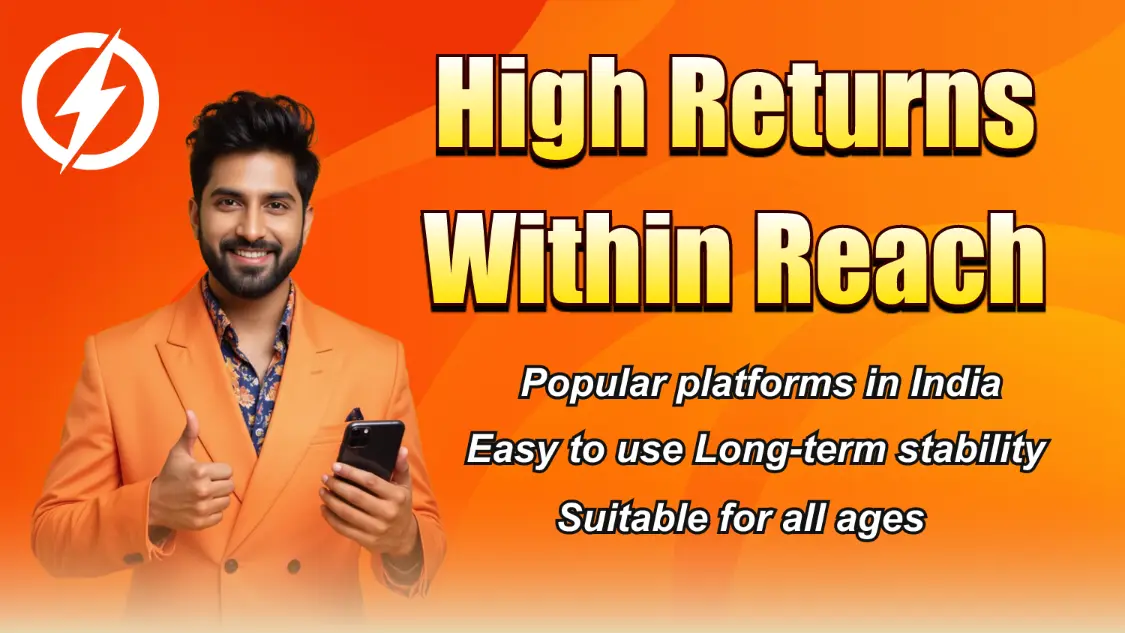 High Returns
Within Reach
Popular platforms in India
Easy to use Long-term stability
Suitable for all ages